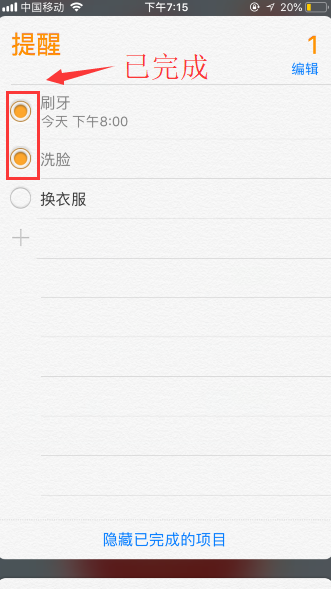 中国移动 下午7:15 20%
提醒 1
已完成
编辑
刷牙
今天 下午8:00
洗脸
换衣服
隐藏已完成的项目